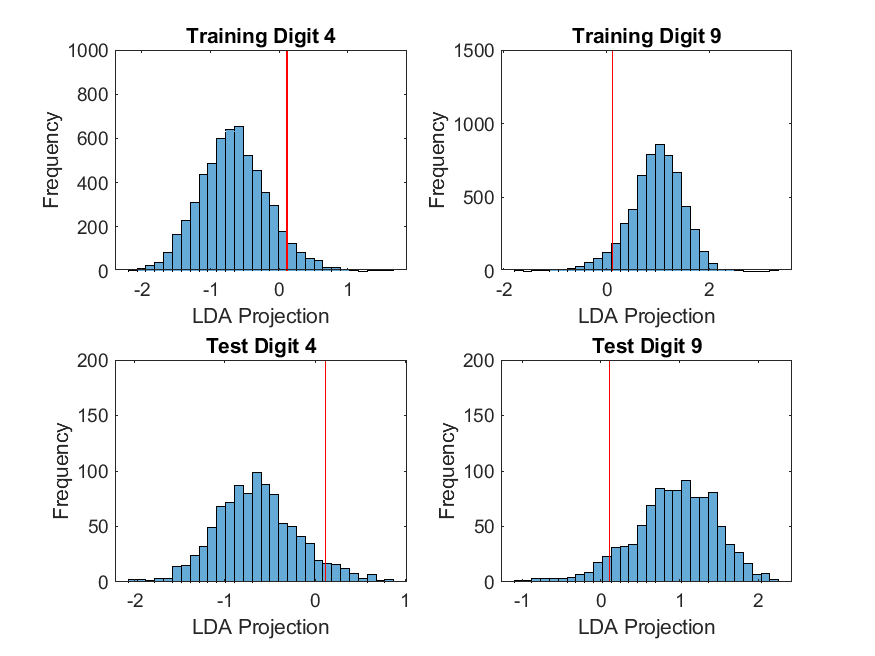 Training Digit 4
1000
800
600
400
200
0
Frequency
-2 -1 0 1
LDA Projection
Training Digit 9
1500
1000
500
0
Frequency
-2 0 2
LDA Projection
Test Digit 4
200
150
100
50
0
Frequency
-2 -1 0 1
LDA Projection
Test Digit 9
200
150
100
50
0
Frequency
-1 0 1 2
LDA Projection